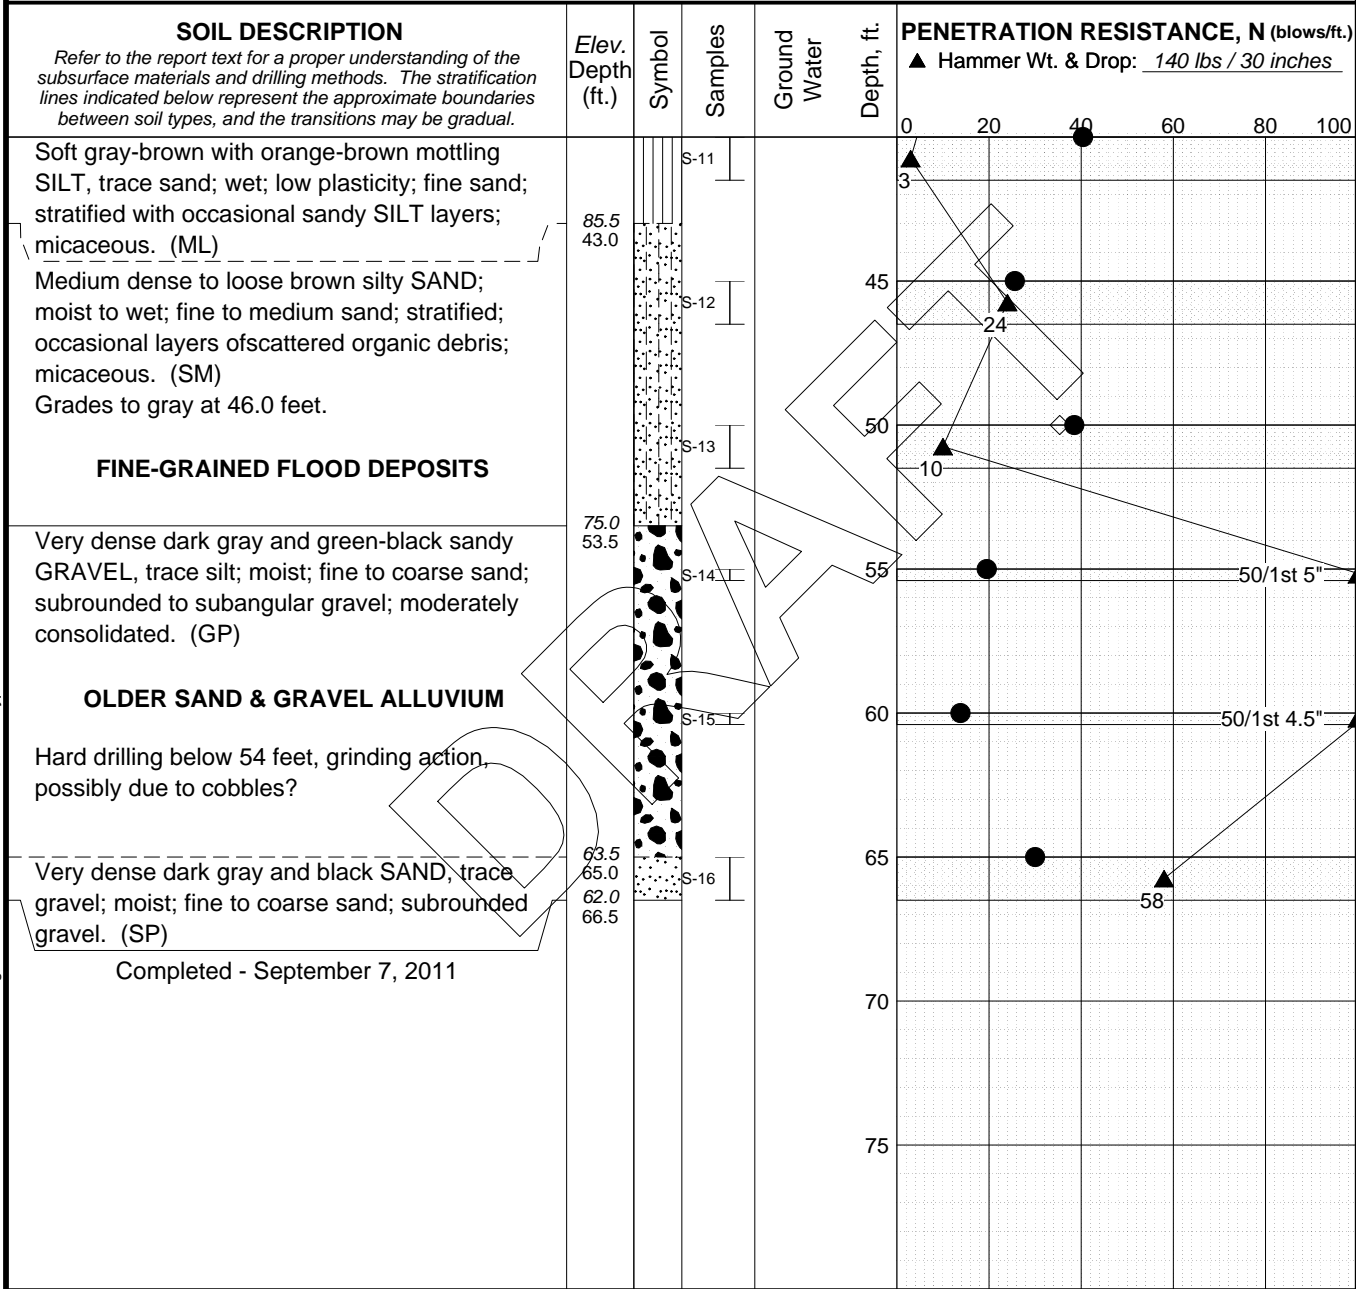 SOIL DESCRIPTION
Refer to the report text for a proper understanding of the
subsurface materials and drilling methods. The stratification
lines indicated below represent the approximate boundaries
between soil types, and the transitions may be gradual.
Elev.
Depth
(ft.)
Symbol
Samples
Ground
Water
Depth, ft.
PENETRATION RESISTANCE, N (blows/ft.)
▲ Hammer Wt. & Drop: 140 lbs / 30 inches
0 20 40 60 80 100
Soft gray-brown with orange-brown mottling
SILT, trace sand; wet; low plasticity; fine sand;
stratified with occasional sandy SILT layers;
micaceous. (ML)
85.5
43.0
Medium dense to loose brown silty SAND;
moist to wet; fine to medium sand; stratified;
occasional layers ofscattered organic debris;
micaceous. (SM)
Grades to gray at 46.0 feet.
FINE-GRAINED FLOOD DEPOSITS
75.0
53.5
Very dense dark gray and green-black sandy
GRAVEL, trace silt; moist; fine to coarse sand;
subrounded to subangular gravel; moderately
consolidated. (GP)
OLDER SAND & GRAVEL ALLUVIUM
Hard drilling below 54 feet, grinding action,
possibly due to cobbles?
63.5
65.0
Very dense dark gray and black SAND, trace
gravel; moist; fine to coarse sand; subrounded
gravel. (SP)
62.0
66.5
Completed - September 7, 2011
S-11
S-12
S-13
S-14
S-15
S-16
45
50
55
60
65
70
75
3
24
10
50/1st 5"
50/1st 4.5"
58
DRAFT